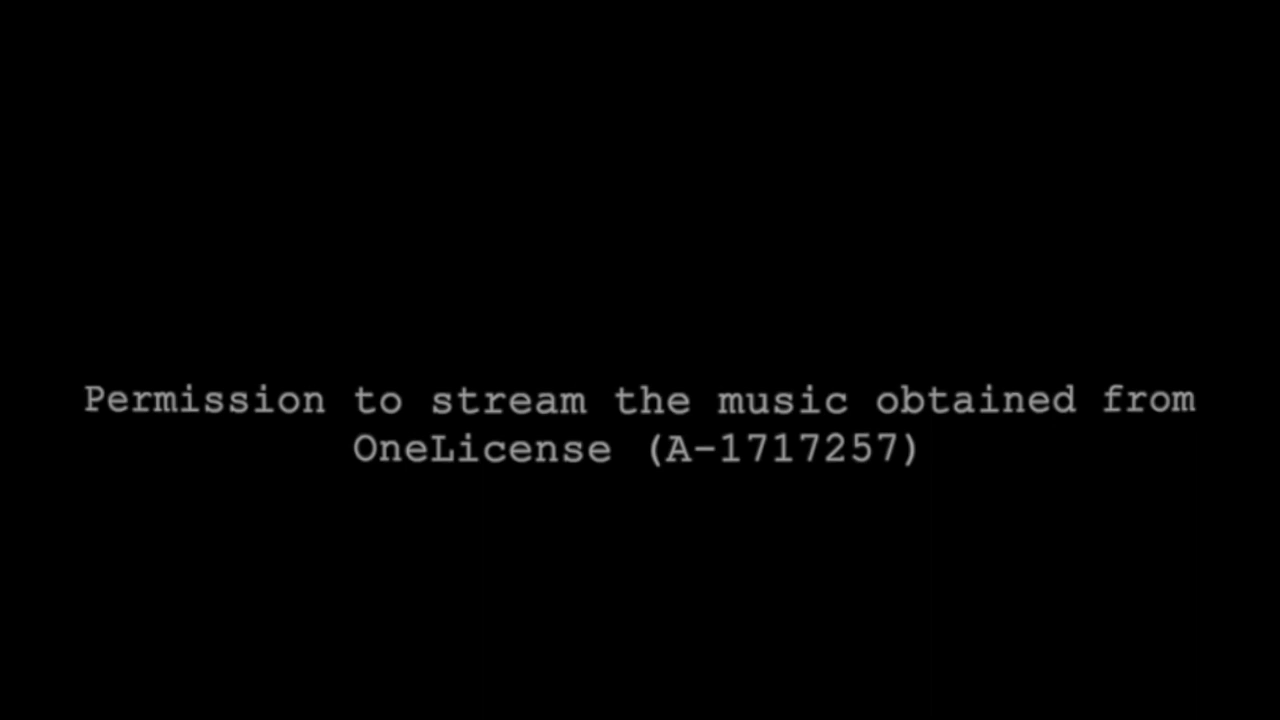 Permission to stream the music obtained from
OneLicense (A-1717257)